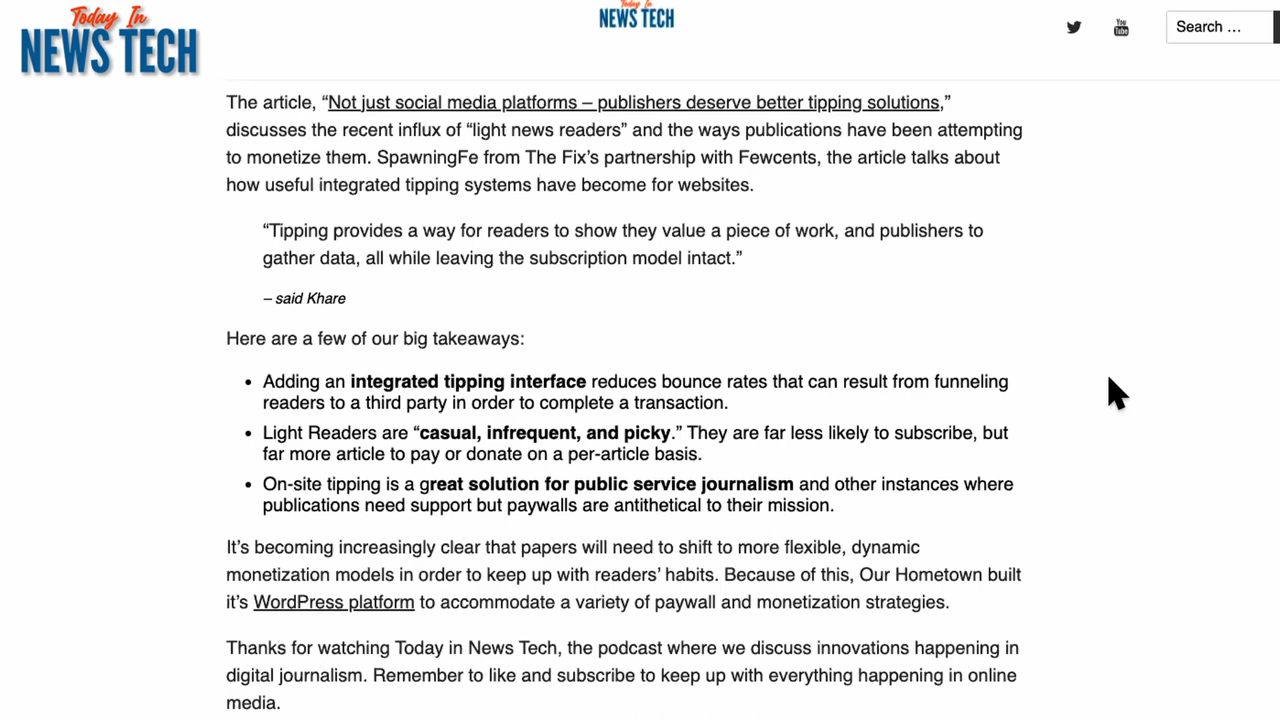 Today In
NEWS TECH
Today In
NEWS TECH
You
Tube
Search ...
The article, “Not just social media platforms – publishers deserve better tipping solutions,”
discusses the recent influx of “light news readers” and the ways publications have been attempting
to monetize them. SpawningFe from The Fix’s partnership with Fewcents, the article talks about
how useful integrated tipping systems have become for websites.
“Tipping provides a way for readers to show they value a piece of work, and publishers to
gather data, all while leaving the subscription model intact.”
– said Khare
Here are a few of our big takeaways:
• Adding an integrated tipping interface reduces bounce rates that can result from funneling
readers to a third party in order to complete a transaction.
• Light Readers are “casual, infrequent, and picky.” They are far less likely to subscribe, but
far more article to pay or donate on a per-article basis.
• On-site tipping is a great solution for public service journalism and other instances where
publications need support but paywalls are antithetical to their mission.
It’s becoming increasingly clear that papers will need to shift to more flexible, dynamic
monetization models in order to keep up with readers’ habits. Because of this, Our Hometown built
it’s WordPress platform to accommodate a variety of paywall and monetization strategies.
Thanks for watching Today in News Tech, the podcast where we discuss innovations happening in
digital journalism. Remember to like and subscribe to keep up with everything happening in online
media.